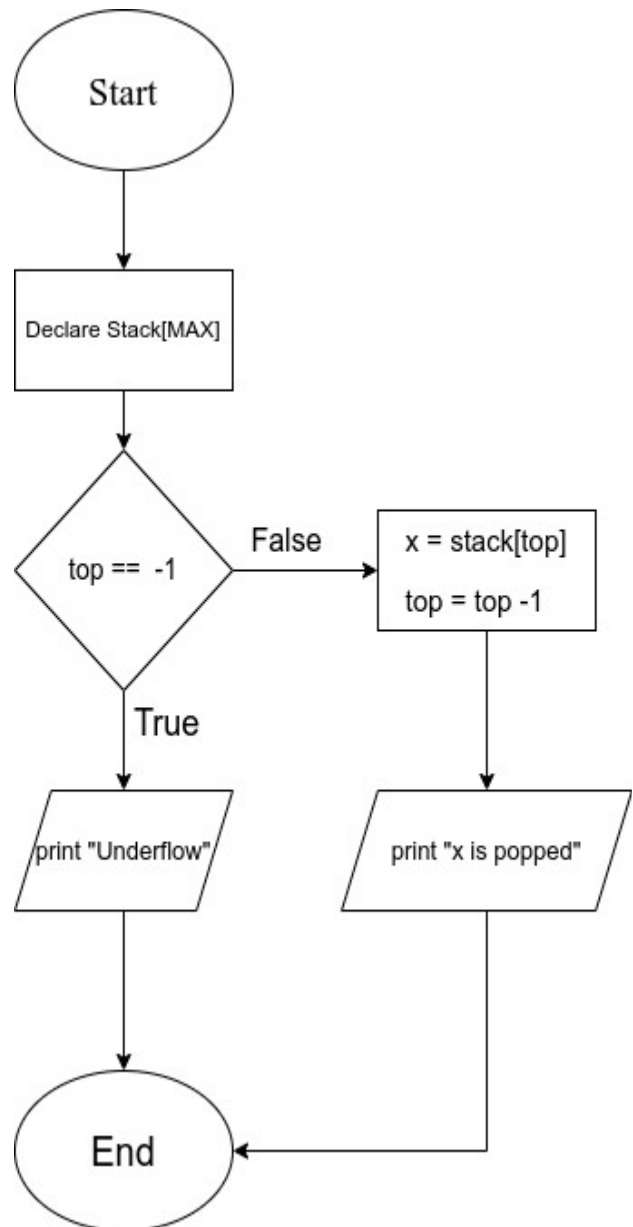 Start
Declare Stack[MAX]
top == -1
False
x = stack[top]
top = top -1
True
print "Underflow"
print "x is popped"
End